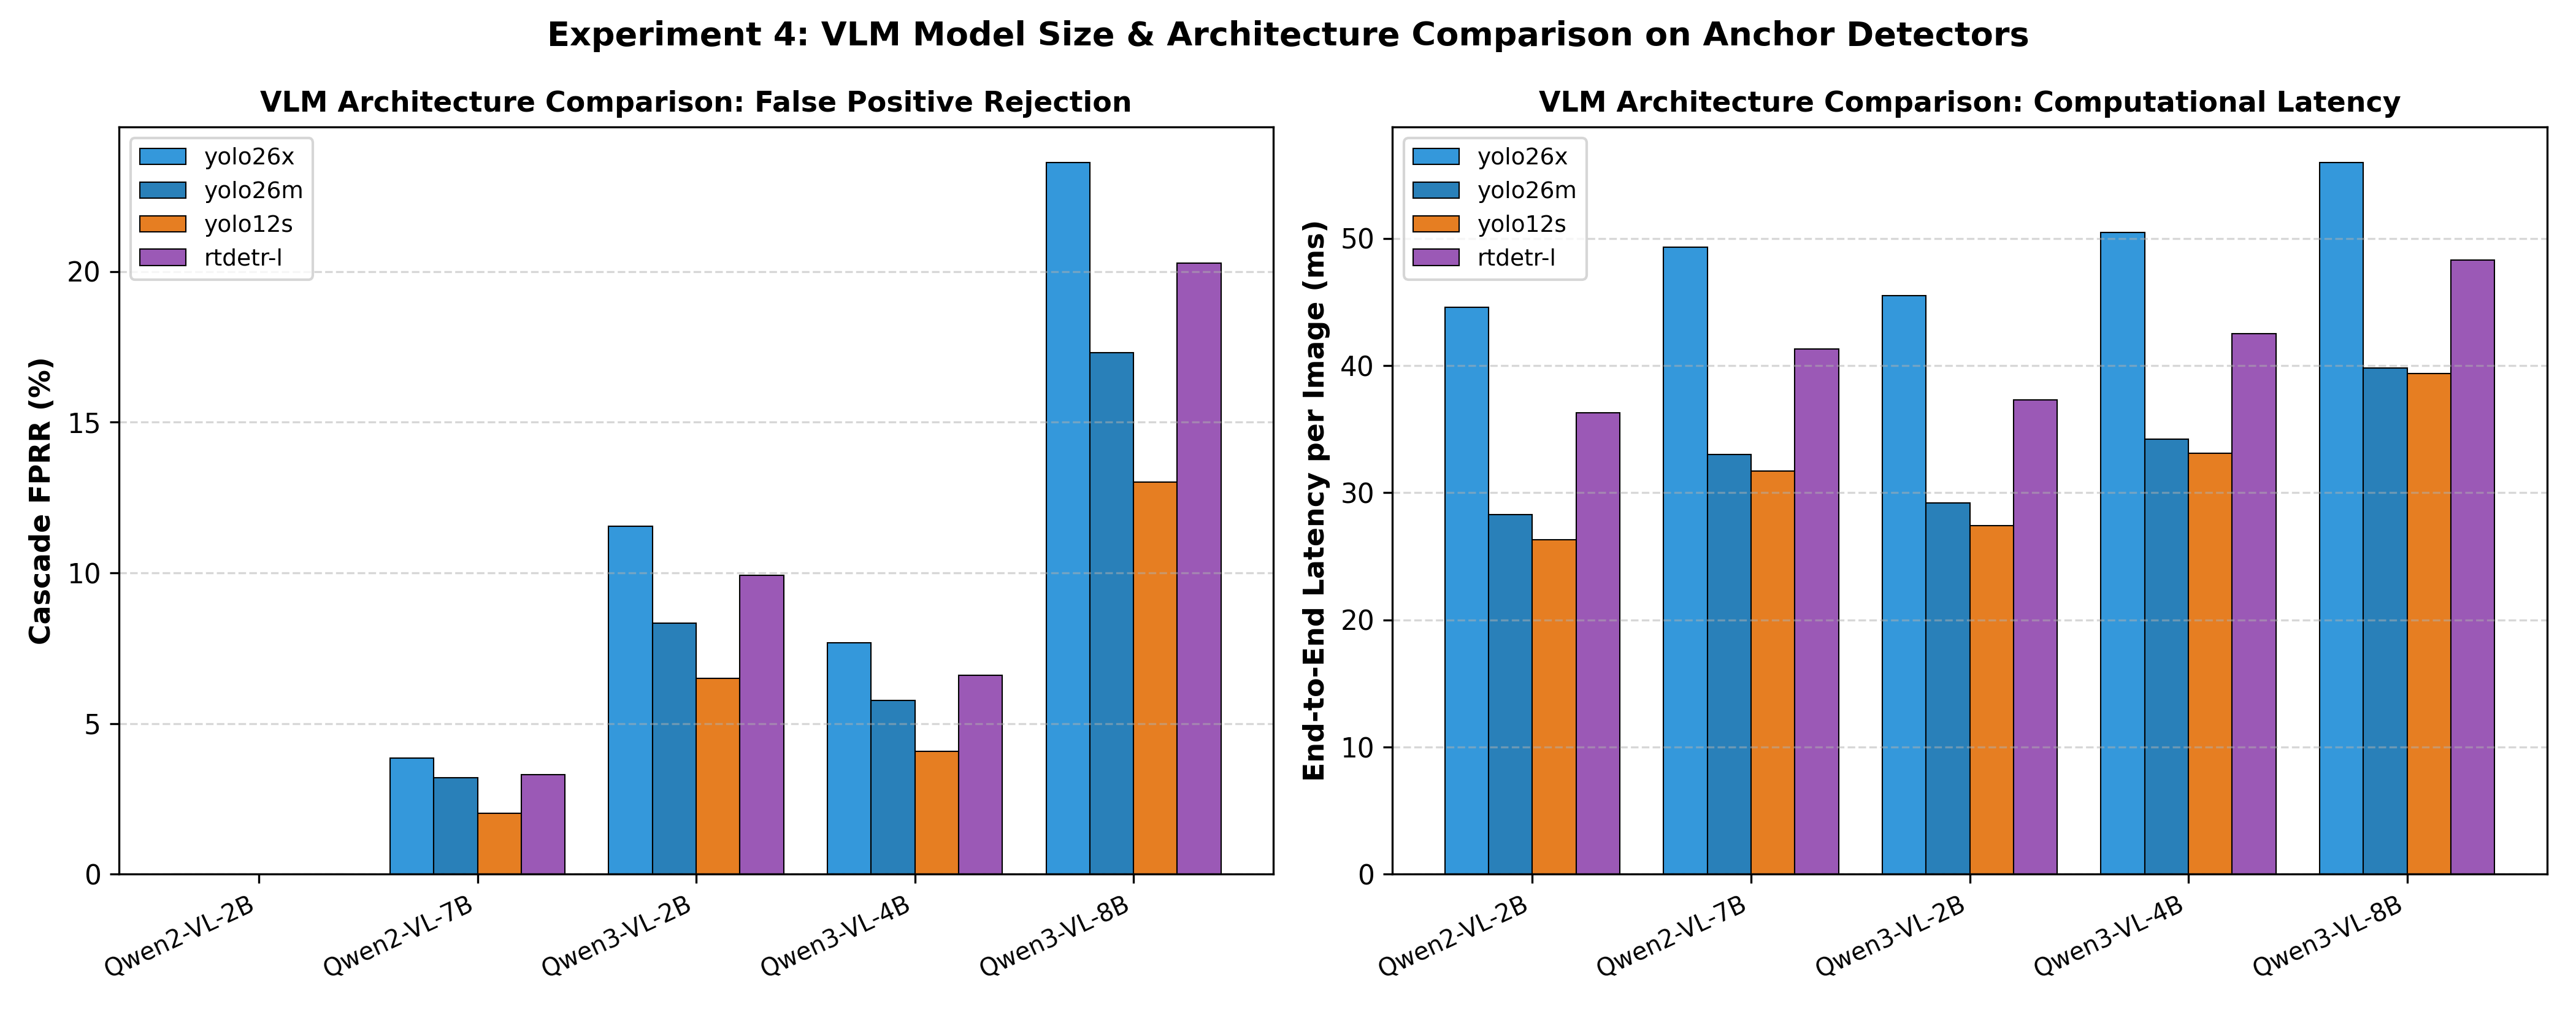 Experiment 4: VLM Model Size & Architecture Comparison on Anchor Detectors
VLM Architecture Comparison: False Positive Rejection
yolo26x
yolo26m
yolo12s
rtdetr-l
Cascade FPRR (%)
20
15
10
5
0
Qwen2-VL-2B
Qwen2-VL-7B
Qwen3-VL-2B
Qwen3-VL-4B
Qwen3-VL-8B
VLM Architecture Comparison: Computational Latency
yolo26x
yolo26m
yolo12s
rtdetr-l
End-to-End Latency per Image (ms)
50
40
30
20
10
0
Qwen2-VL-2B
Qwen2-VL-7B
Qwen3-VL-2B
Qwen3-VL-4B
Qwen3-VL-8B